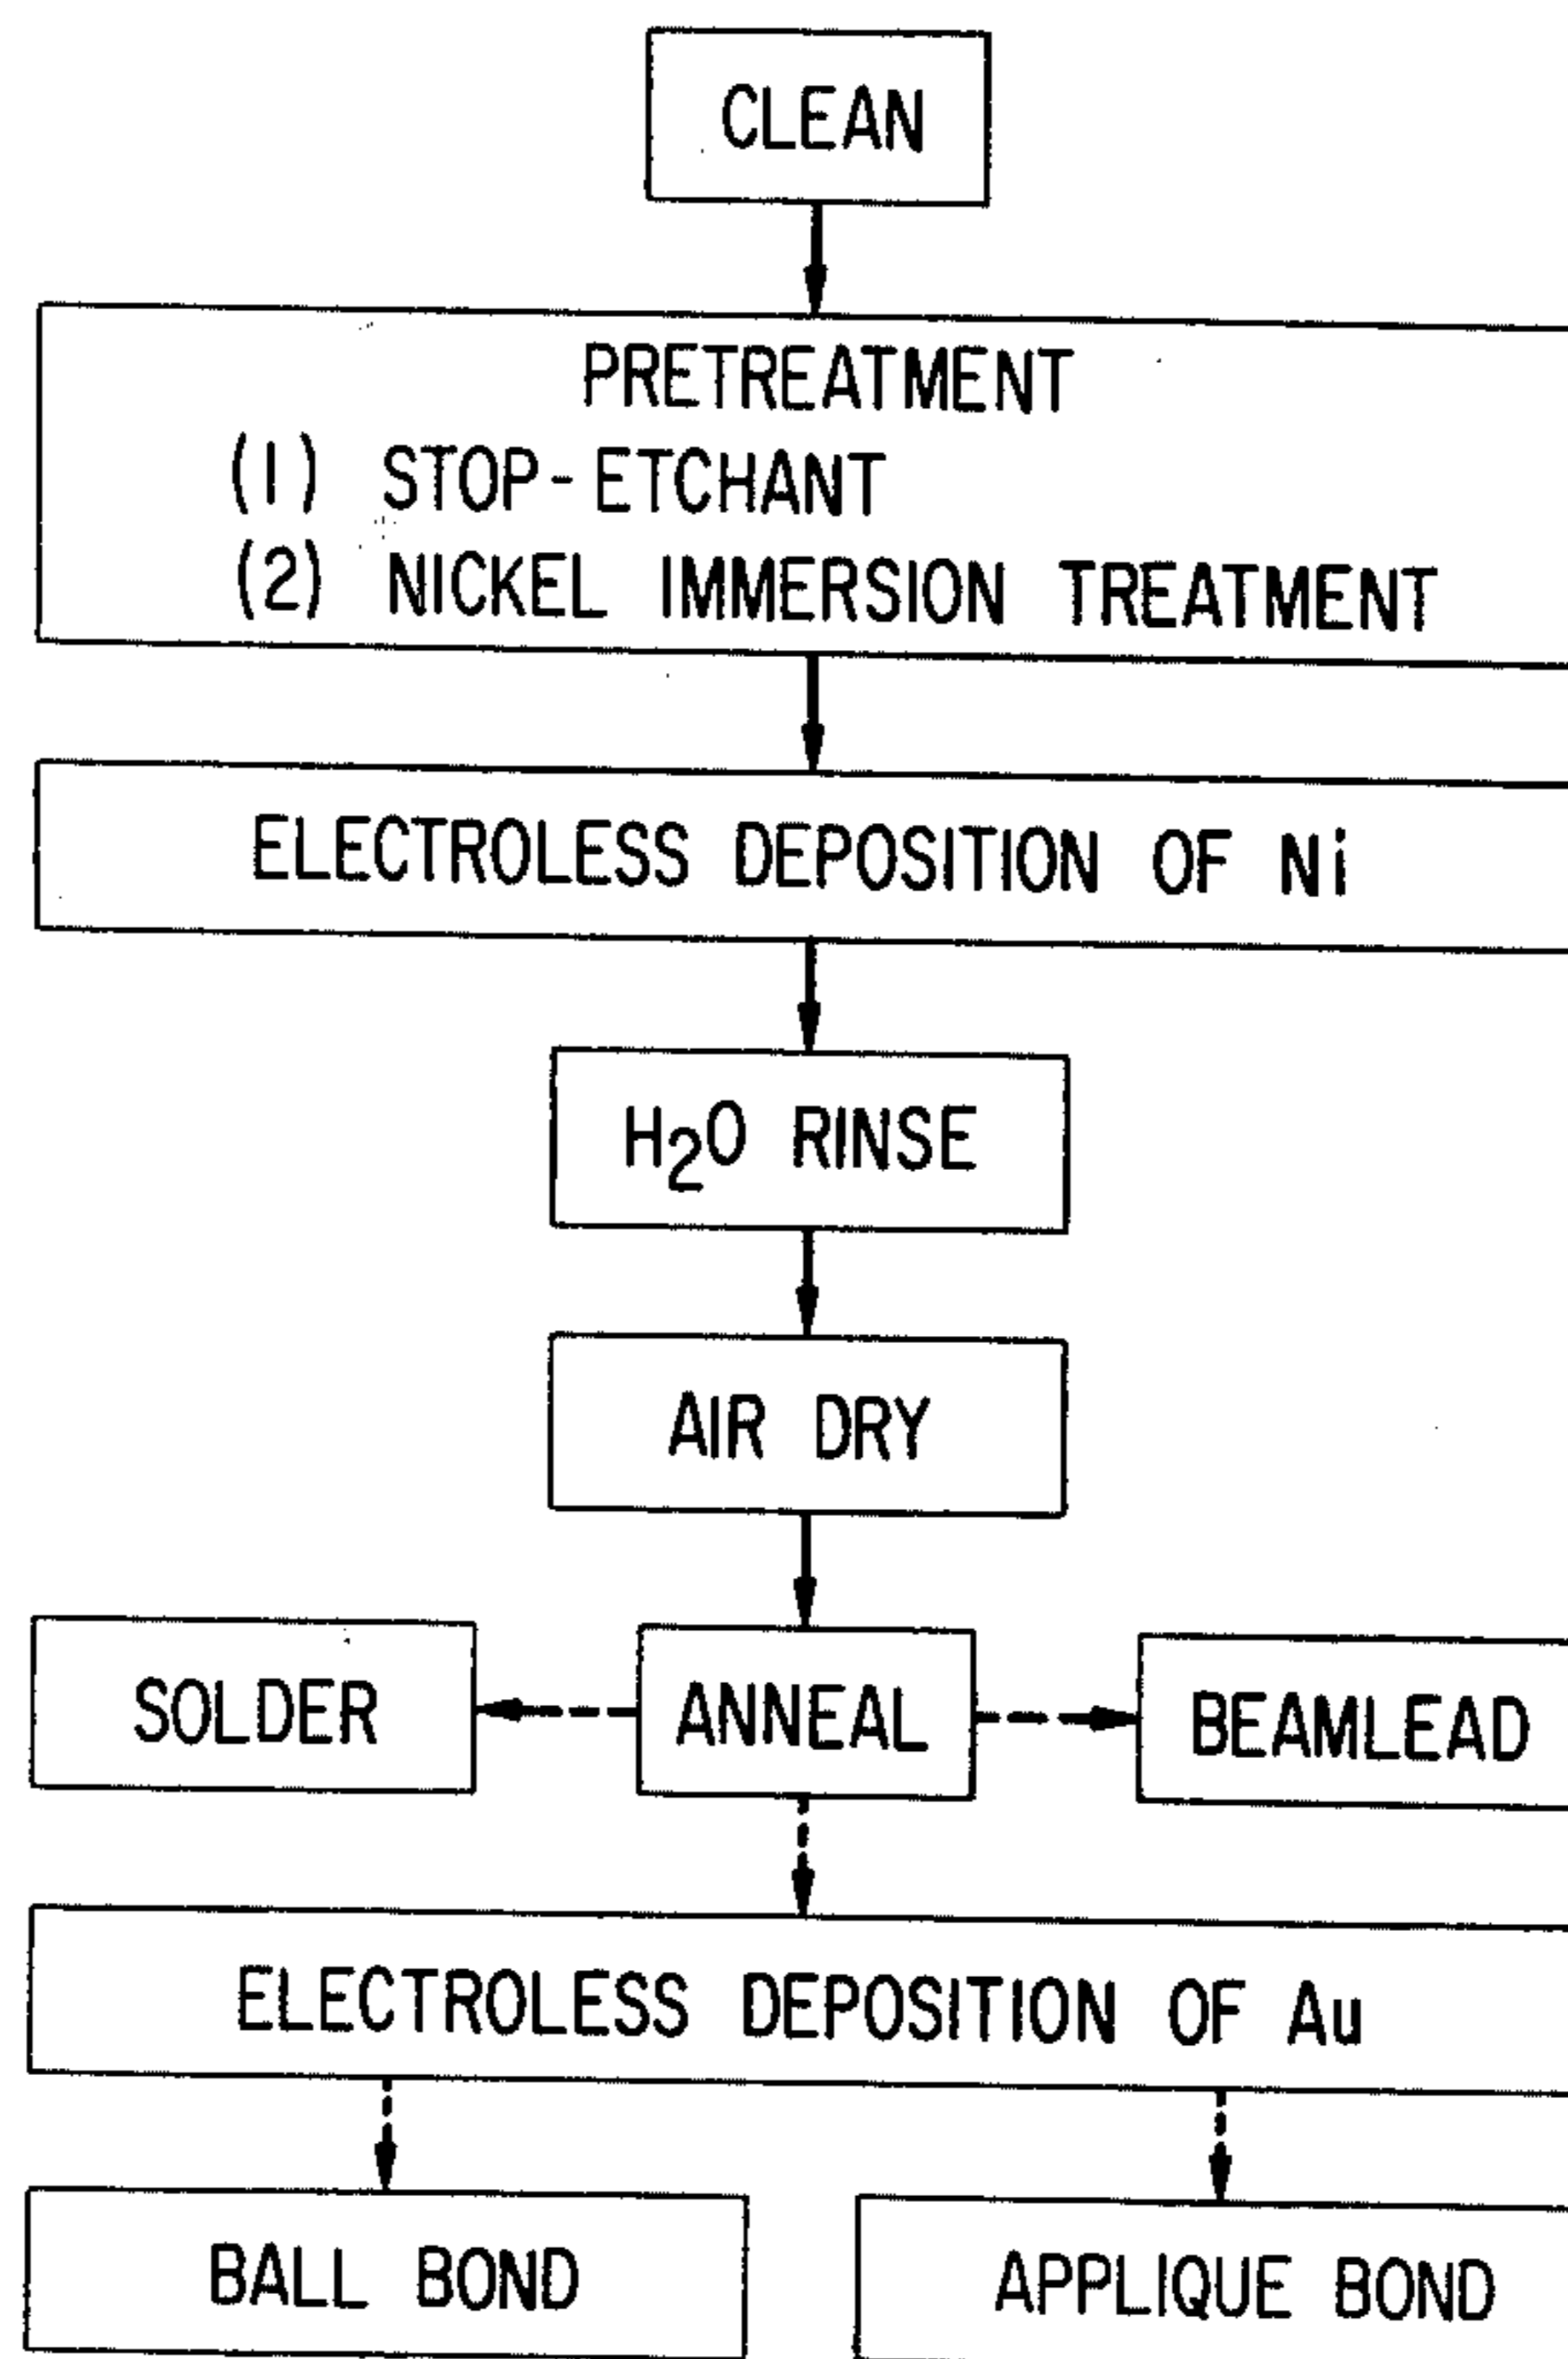 CLEAN
PRETREATMENT
(1) STOP-ETCHANT
(2) NICKEL IMMERSION TREATMENT
ELECTROLESS DEPOSITION OF Ni
H₂O RINSE
AIR DRY
SOLDER
ANNEAL
BEAMLEAD
ELECTROLESS DEPOSITION OF Au
BALL BOND
APPLIQUE BOND